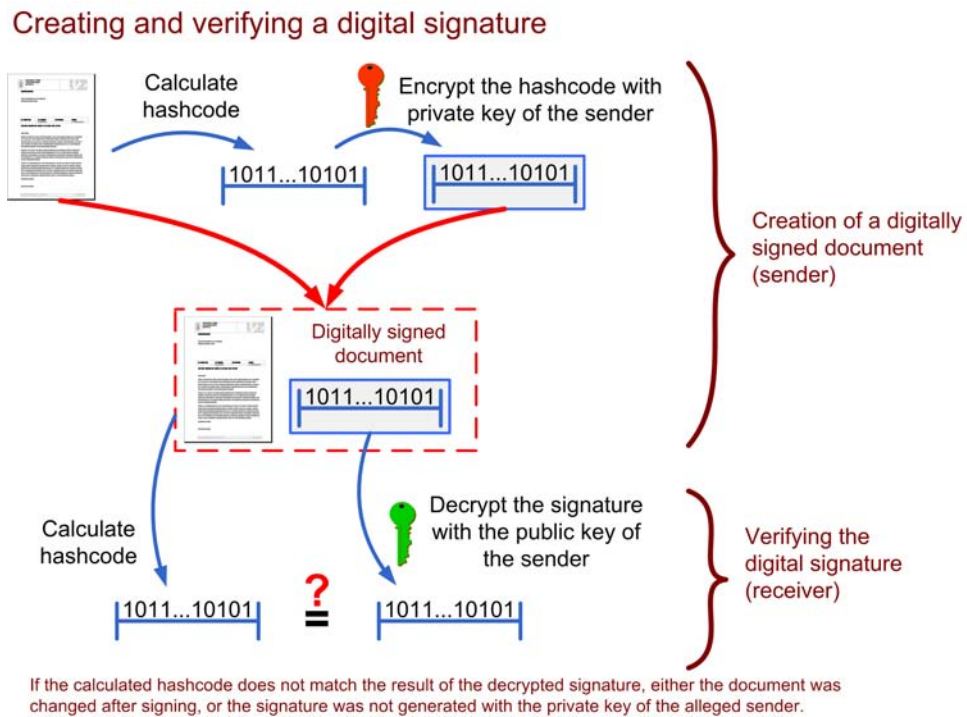 Creating and verifying a digital signature
Calculate
hashcode
Encrypt the hashcode with
private key of the sender
1011...10101
1011...10101
Creation of a digitally
signed document
(sender)
Digitally signed
document
1011...10101
Calculate
hashcode
Decrypt the signature
with the public key of
the sender
Verifying the
digital signature
(receiver)
1011...10101
?
=
1011...10101
If the calculated hashcode does not match the result of the decrypted signature, either the document was
changed after signing, or the signature was not generated with the private key of the alleged sender.